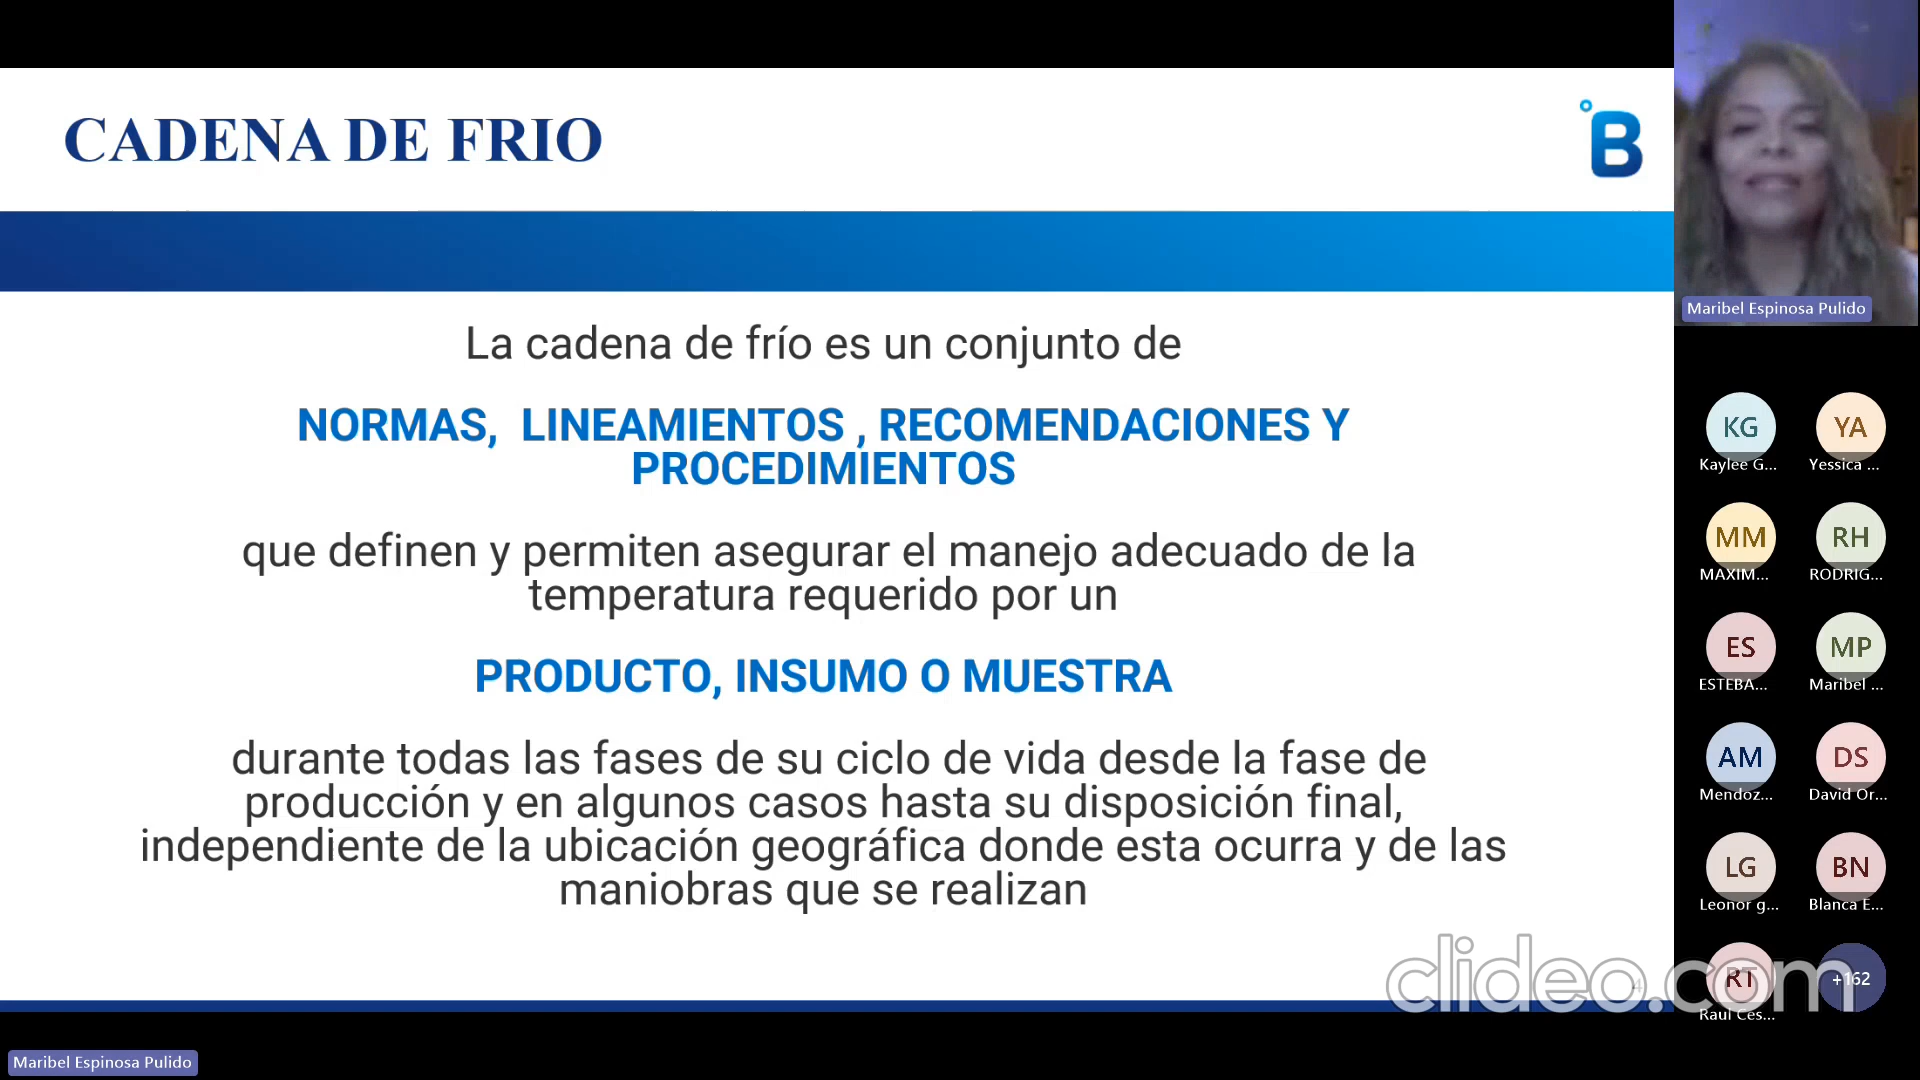 CADENA DE FRIO
B
La cadena de frío es un conjunto de
NORMAS, LINEAMIENTOS , RECOMENDACIONES Y
PROCEDIMIENTOS
que definen y permiten asegurar el manejo adecuado de la
temperatura requerido por un
PRODUCTO, INSUMO O MUESTRA
durante todas las fases de su ciclo de vida desde la fase de
producción y en algunos casos hasta su disposición final,
independiente de la ubicación geográfica donde esta ocurra y de las
maniobras que se realizan
4
clideo.com
Maribel Espinosa Pulido
Maribel Espinosa Pulido
KG YA
Kaylee G... Yessica ...
MM RH
MAXIM... RODRIG...
ES MP
ESTEBA... Maribel ...
AM DS
Mendoz... David Or...
LG BN
Leonor g... Blanca E...
RT +162
Raul Ces...